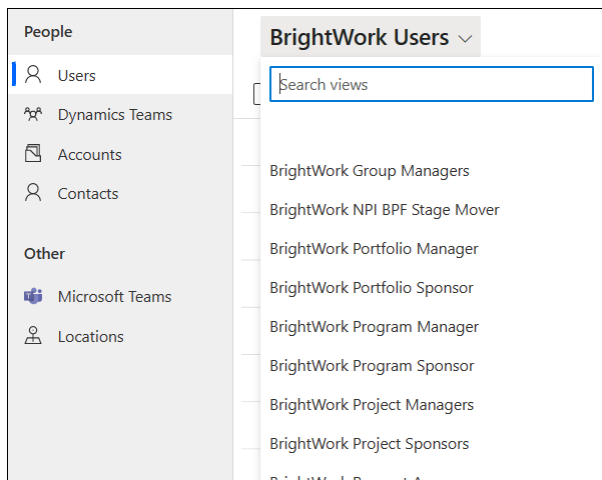 People
Users
Dynamics Teams
Accounts
Contacts
Other
Microsoft Teams
Locations
BrightWork Users
Search views
BrightWork Group Managers
BrightWork NPI BPF Stage Mover
BrightWork Portfolio Manager
BrightWork Portfolio Sponsor
BrightWork Program Manager
BrightWork Program Sponsor
BrightWork Project Managers
BrightWork Project Sponsors